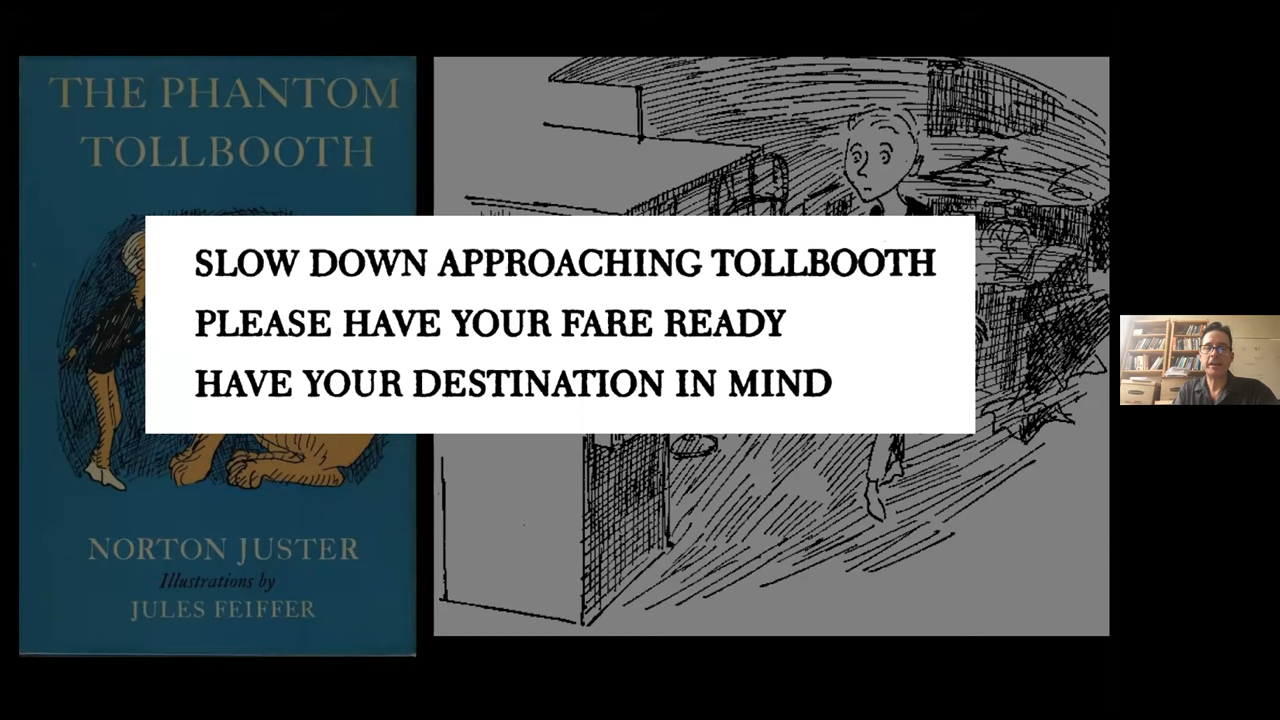 THE PHANTOM
TOLLBOOTH
SLOW DOWN APPROACHING TOLLBOOTH
PLEASE HAVE YOUR FARE READY
HAVE YOUR DESTINATION IN MIND
NORTON JUSTER
Illustrations by
JULES FEIFFER